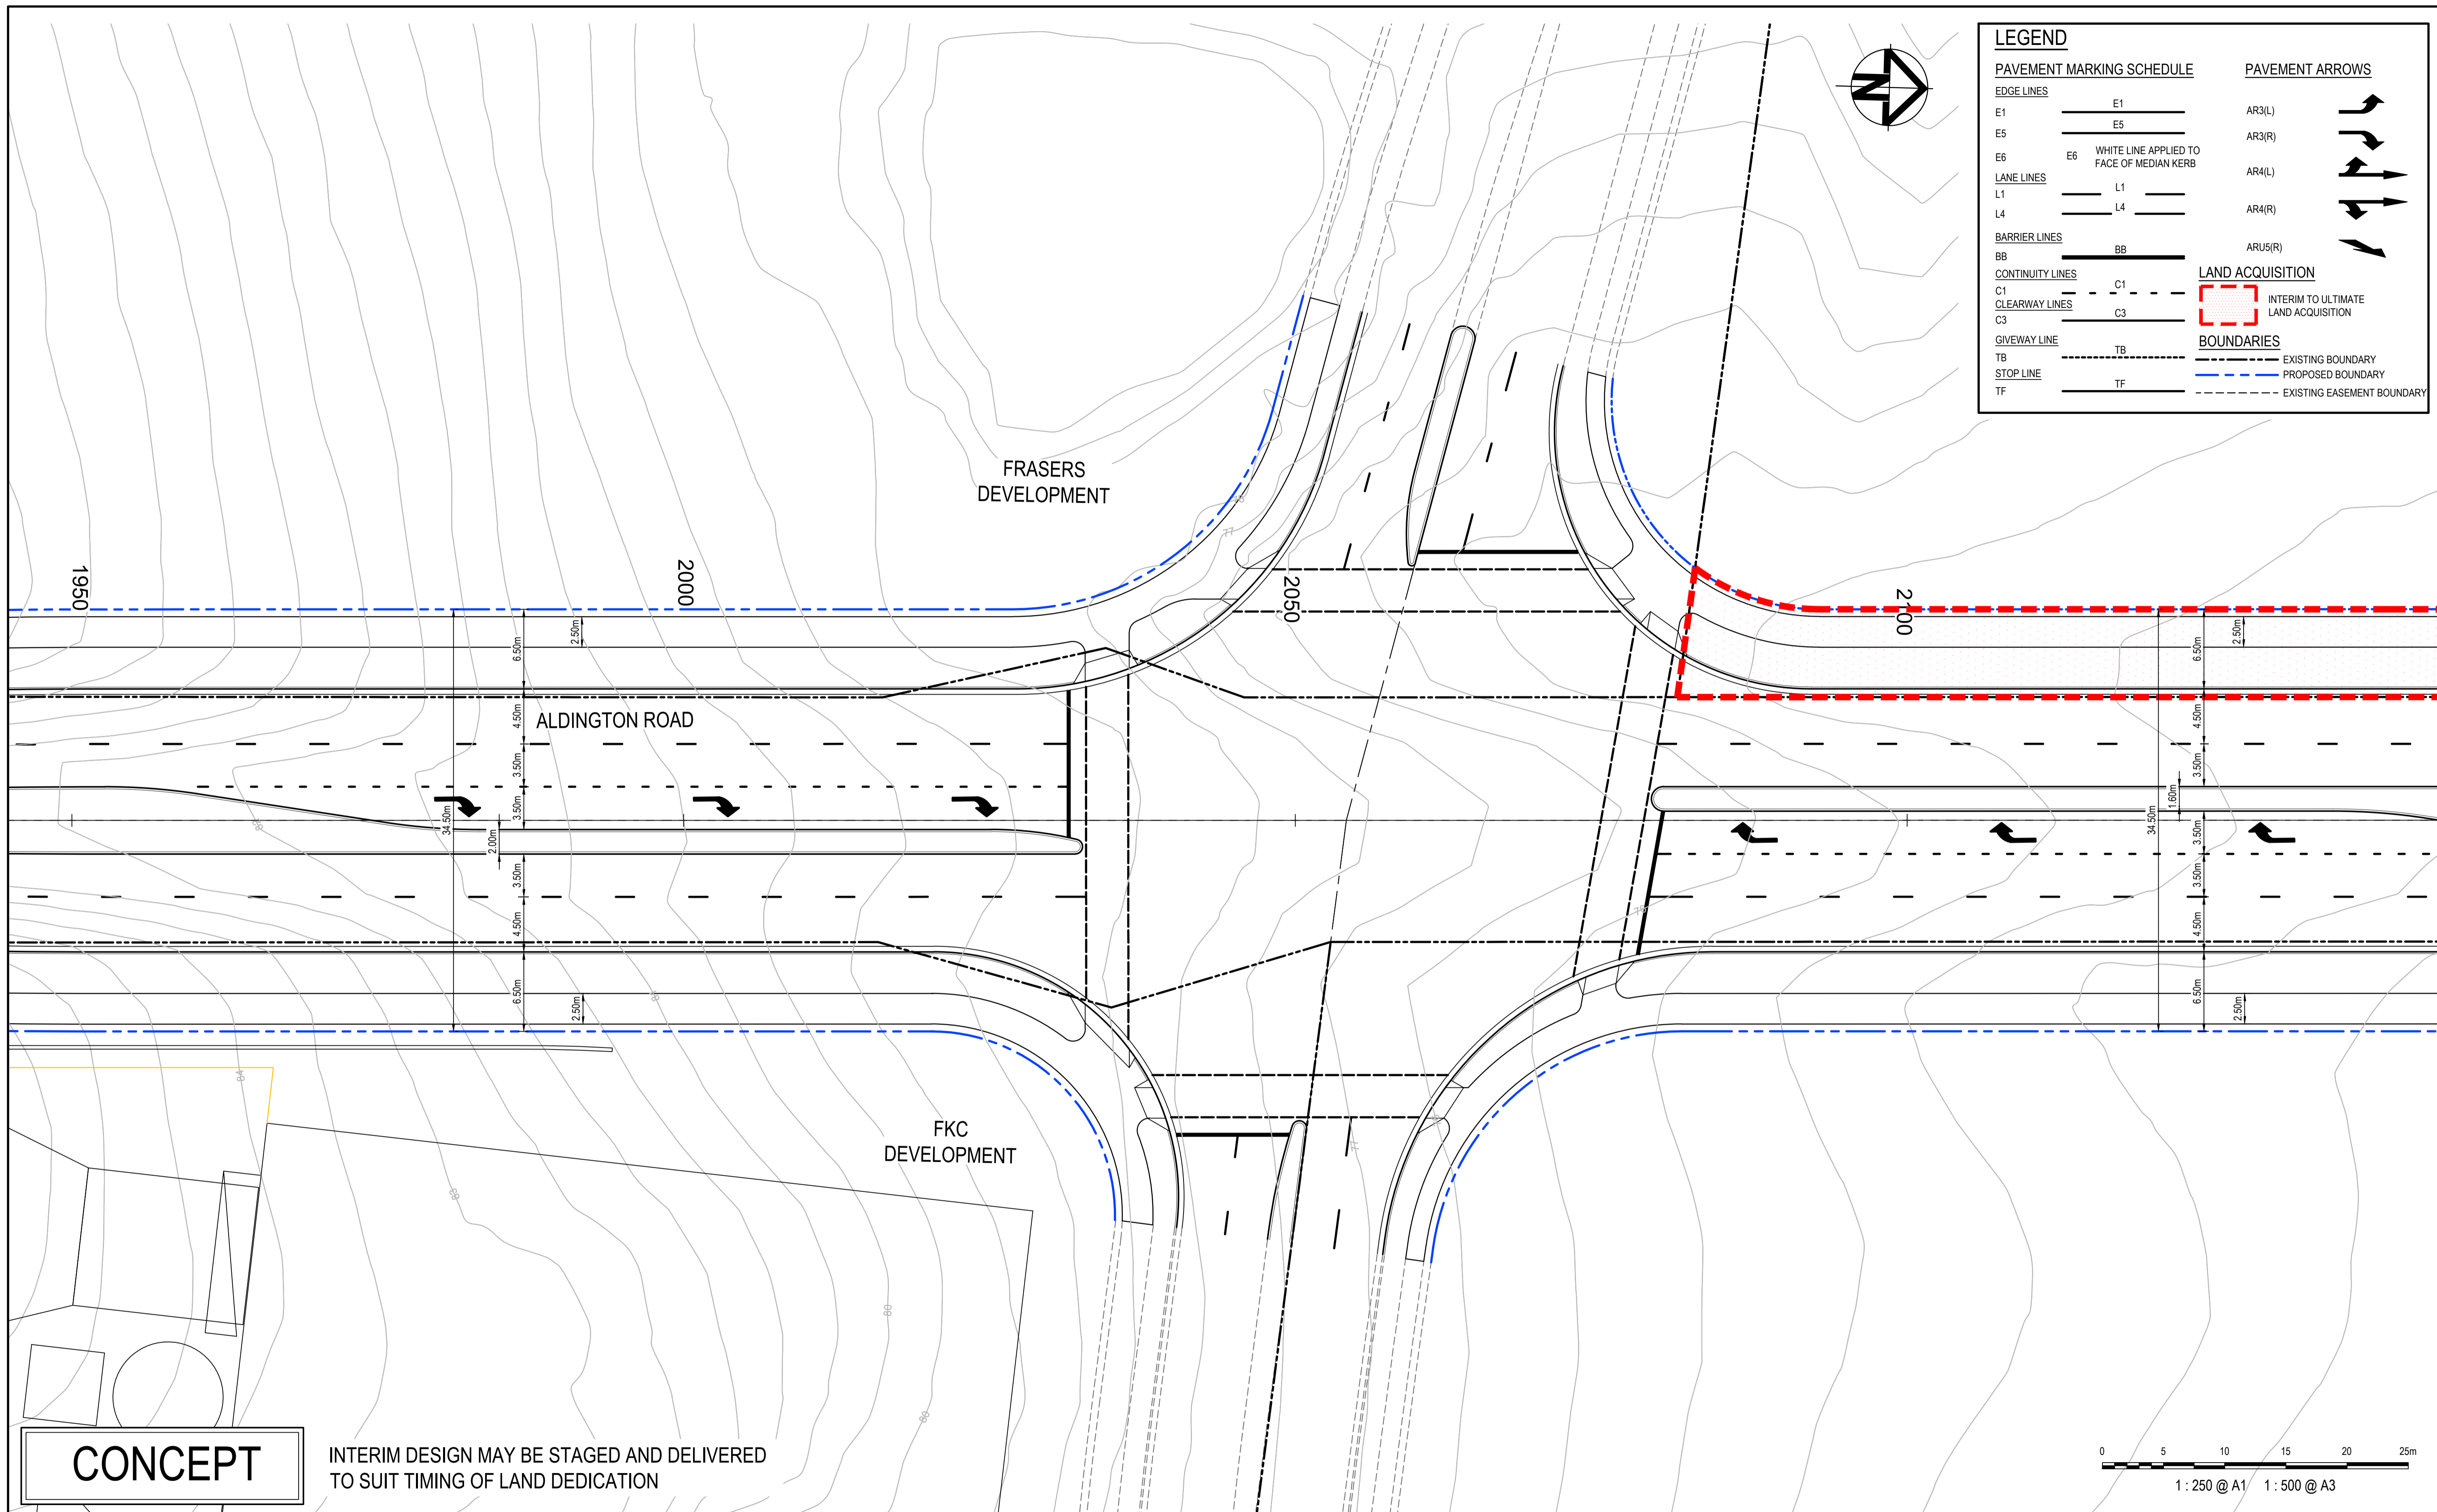 LEGEND
PAVEMENT MARKING SCHEDULE
PAVEMENT ARROWS
EDGE LINES
E1 E1
E5 E5
E6 E6 WHITE LINE APPLIED TO
FACE OF MEDIAN KERB
LANE LINES
L1 L1
L4 L4
BARRIER LINES
BB BB
CONTINUITY LINES
C1 C1
CLEARWAY LINES
C3 C3
GIVEWAY LINE
TB TB
STOP LINE
TF TF
AR3(L)
AR3(R)
AR4(L)
AR4(R)
ARU5(R)
LAND ACQUISITION
INTERIM TO ULTIMATE
LAND ACQUISITION
BOUNDARIES
EXISTING BOUNDARY
PROPOSED BOUNDARY
EXISTING EASEMENT BOUNDARY
N
FRASERS
DEVELOPMENT
77
1950
2000
2050
2100
6.50m
2.50m
4.50m
3.50m
3.50m
34.50m
2.00m
3.50m
4.50m
6.50m
2.50m
ALDINGTON ROAD
6.50m
2.50m
4.50m
3.50m
1.60m
34.50m
3.50m
3.50m
4.50m
6.50m
2.50m
84
80
80
77
FKC
DEVELOPMENT
CONCEPT
INTERIM DESIGN MAY BE STAGED AND DELIVERED
TO SUIT TIMING OF LAND DEDICATION
0 5 10 15 20 25m
1 : 250 @ A1 1 : 500 @ A3